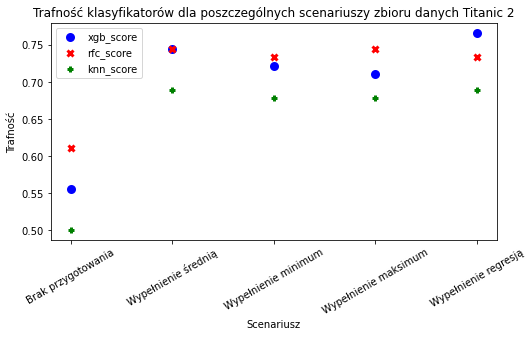 Trafność klasyfikatorów dla poszczególnych scenariuszy zbioru danych Titanic 2
xgb_score
rfc_score
knn_score
Trafność
0.75
0.70
0.65
0.60
0.55
0.50
Brak przygotowania
Wypełnienie średnią
Wypełnienie minimum
Wypełnienie maksimum
Wypełnienie regresją
Scenariusz